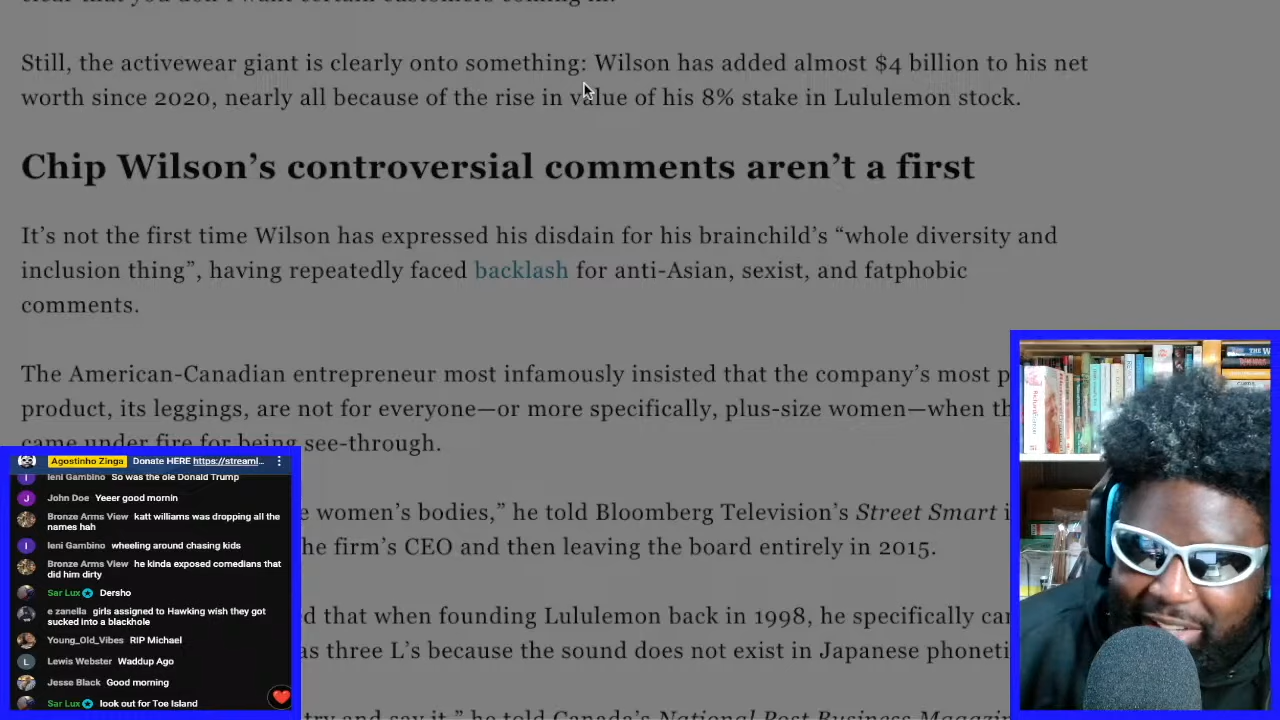 Still, the activewear giant is clearly onto something: Wilson has added almost $4 billion to his net
worth since 2020, nearly all because of the rise in value of his 8% stake in Lululemon stock.
Chip Wilson’s controversial comments aren’t a first
It’s not the first time Wilson has expressed his disdain for his brainchild’s “whole diversity and
inclusion thing”, having repeatedly faced backlash for anti-Asian, sexist, and fatphobic
comments.
The American-Canadian entrepreneur most infamously insisted that the company’s most p
product, its leggings, are not for everyone—or more specifically, plus-size women—when th
came under fire for being see-through.
e women’s bodies,” he told Bloomberg Television’s Street Smart i
he firm’s CEO and then leaving the board entirely in 2015.
d that when founding Lululemon back in 1998, he specifically
as three L’s because the sound does not exist in Japanese phoneti
try and say it,” he told Canada’s National Post Business Magazin
Agostinho Zinga Donate HERE https://streaml...
Ieni Gambino So was the ole Donald Trump
John Doe Yeeer good mornin
Bronze Arms View katt williams was dropping all the
names hah
Ieni Gambino wheeling around chasing kids
Bronze Arms View he kinda exposed comedians that
did him dirty
Sar Lux Dersho
e zanella girls assigned to Hawking wish they got
sucked into a blackhole
Young_Old_Vibes RIP Michael
Lewis Webster Waddup Ago
Jesse Black Good morning
Sar Lux look out for Toe Island